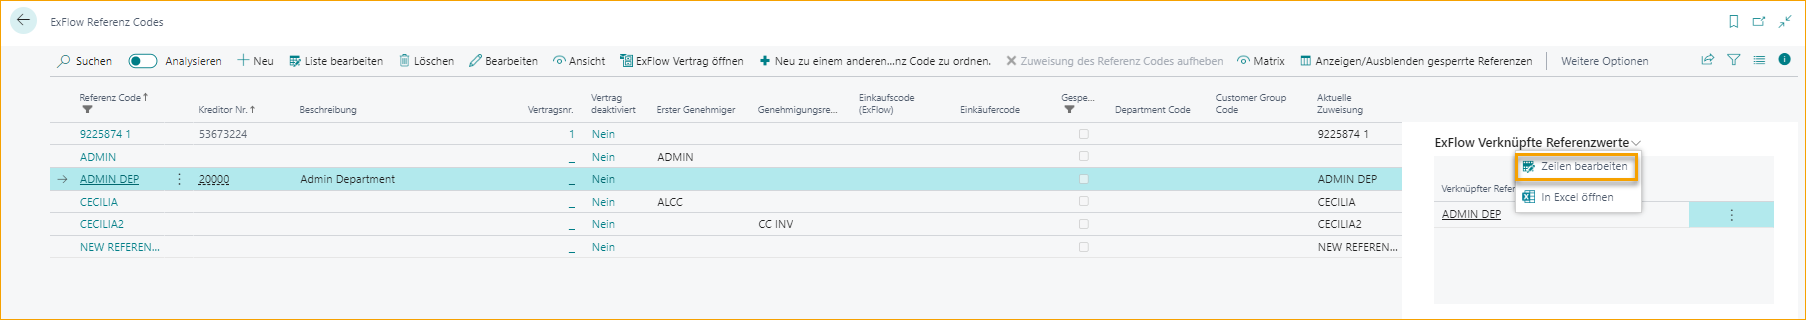 ExFlow Referenz Codes
Suchen Analysieren Neu Liste bearbeiten Löschen Bearbeiten Ansicht ExFlow Vertrag öffnen Neu zu einem anderen...nz Code zu ordnen. Zuweisung des Referenz Codes aufheben Matrix Anzeigen/Ausblenden gesperrte Referenzen Weitere Optionen
Referenz Code↑ Kreditor Nr.↑ Beschreibung Vertragsnr. Vertrag deaktiviert Erster Genehmiger Genehmigungsre... Einkaufscode (ExFlow) Einkäufercode Gespe... Department Code Customer Group Code Aktuelle Zuweisung
9225874 1 53673224 1 Nein 9225874 1
ADMIN _ Nein ADMIN
ADMIN DEP 20000 Admin Department _ Nein ADMIN DEP
CECILIA _ Nein ALCC CECILIA
CECILIA2 _ Nein CC INV CECILIA2
NEW REFEREN... _ Nein NEW REFEREN...
ExFlow Verknüpfte Referenzwerte
Zeilen bearbeiten
Verknüpfter Refer
In Excel öffnen
ADMIN DEP